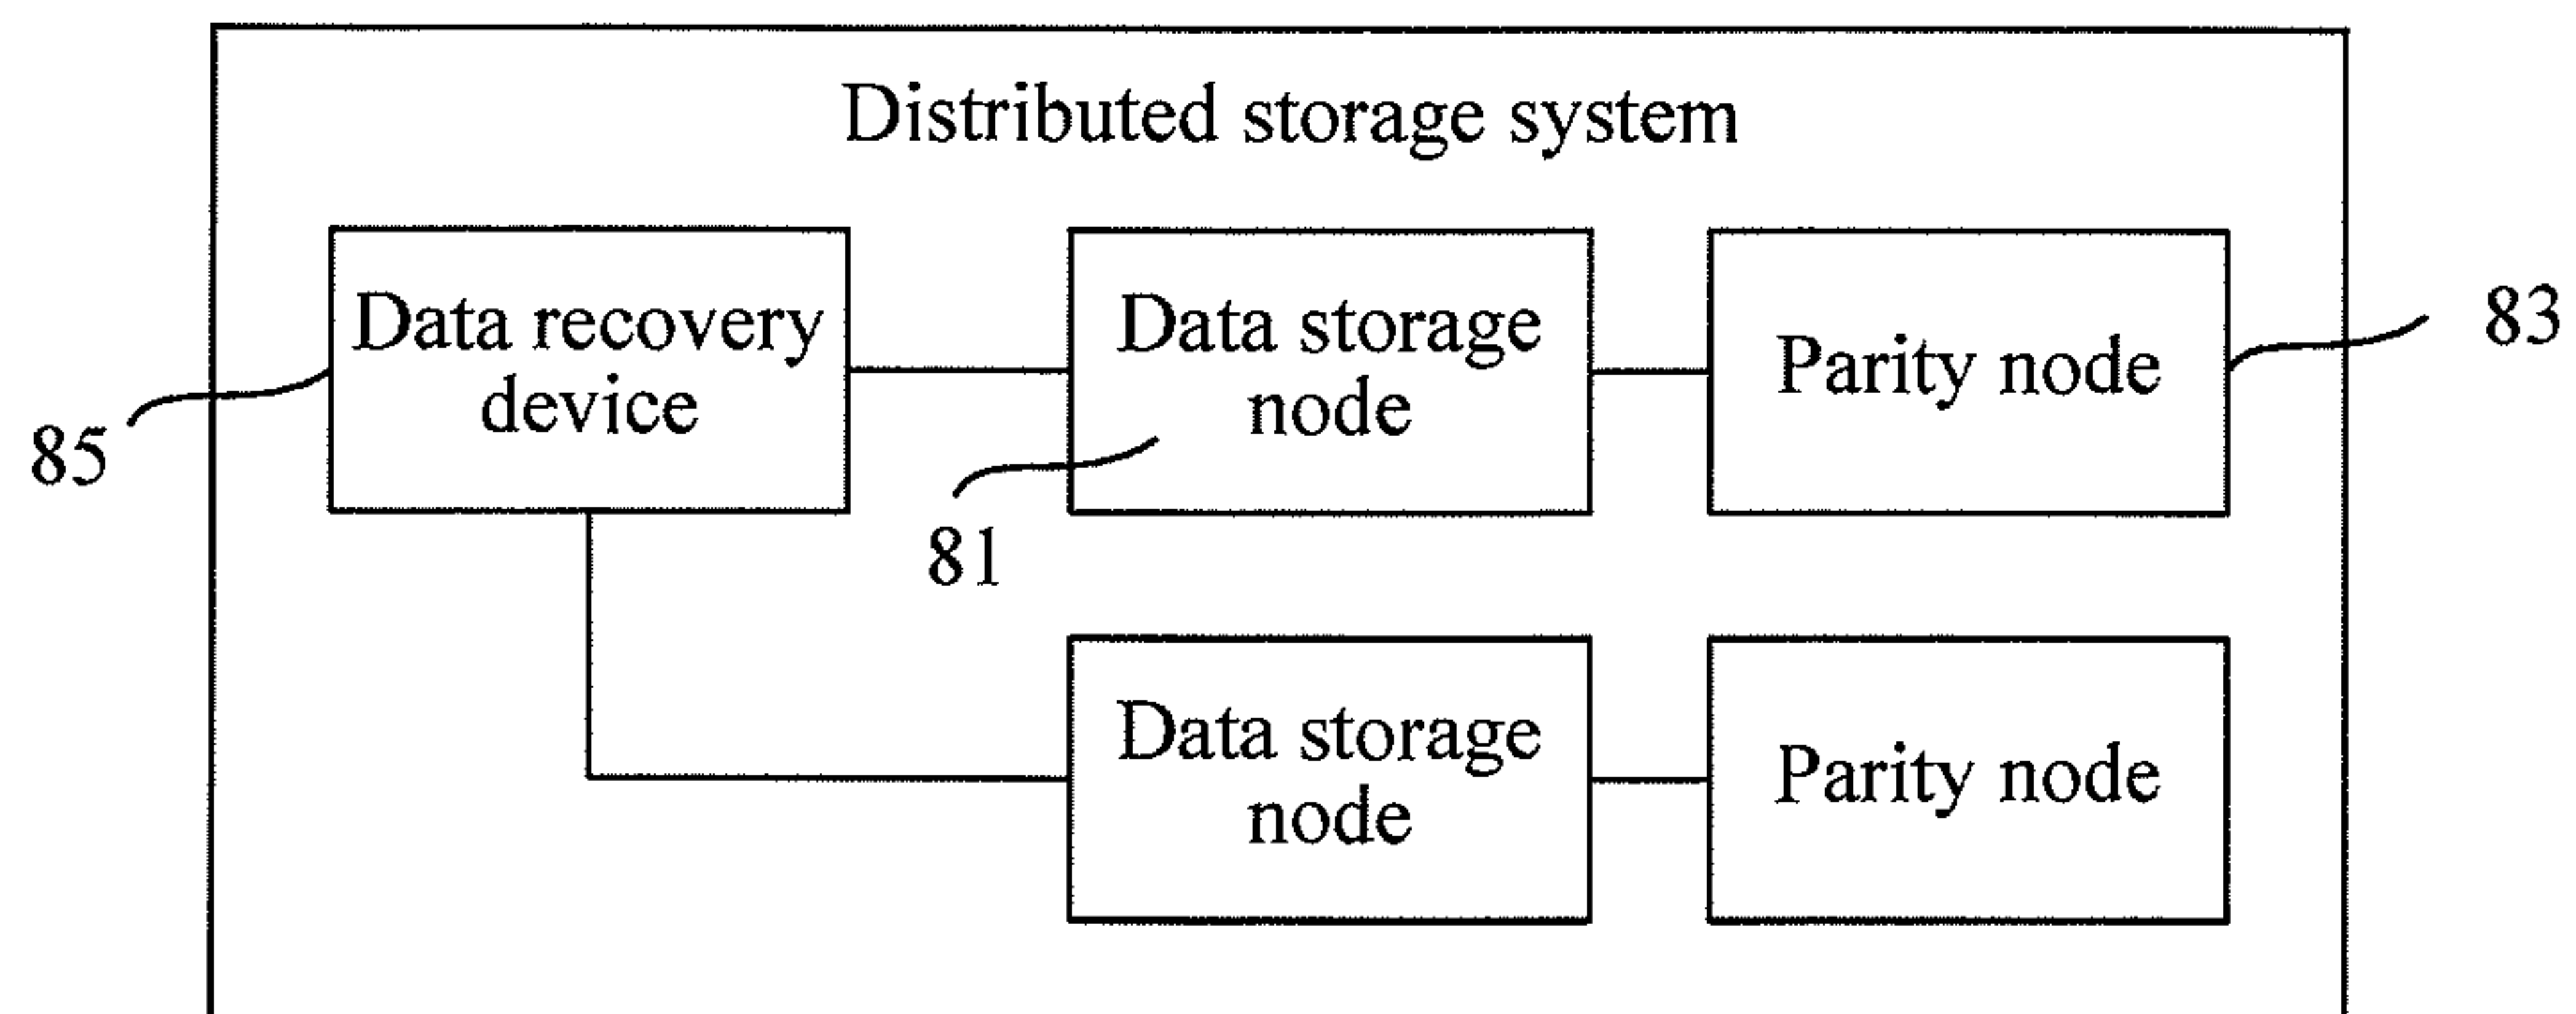 Distributed storage system
Data recovery
device
Data storage
node
Parity node
83
85
81
Data storage
node
Parity node